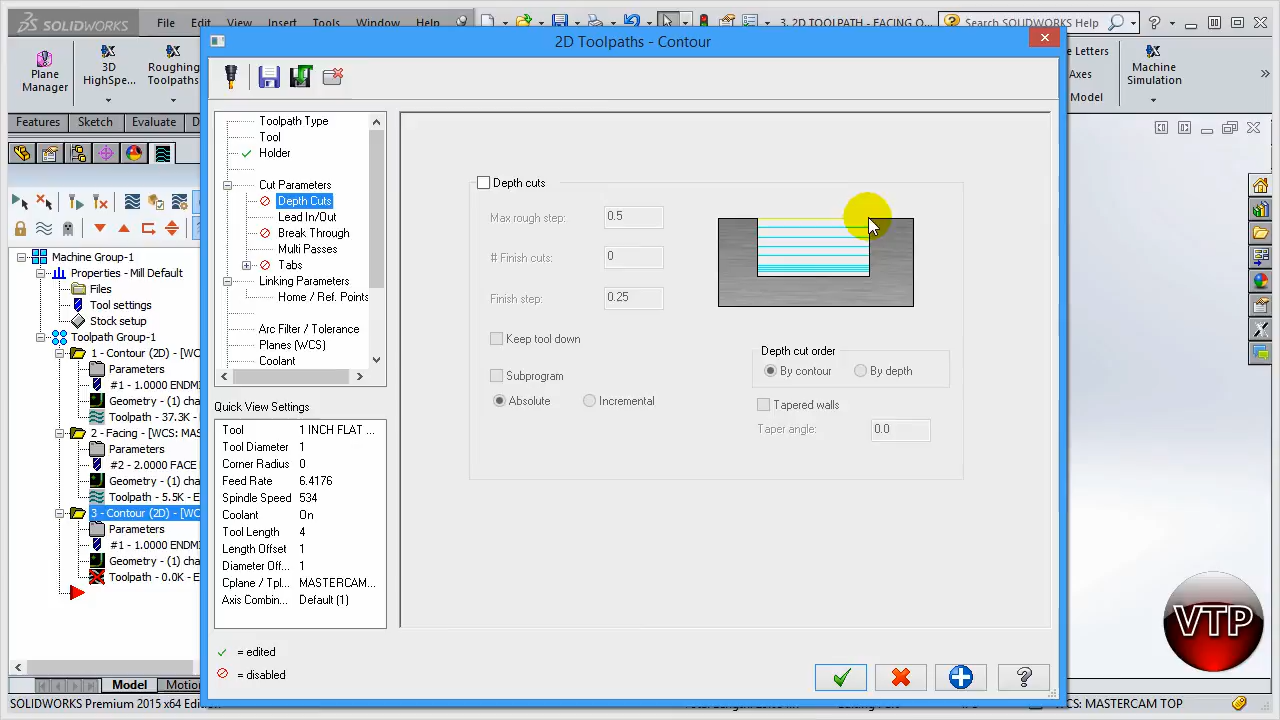 SOLIDWORKS
File Edit View Insert Tools Window Help
3. 2D TOOLPATH - FACING O...
Search SOLIDWORKS Help
2D Toolpaths - Contour
Plane Manager
3D HighSpe...
Roughing Toolpaths
Letters
Axes
Model
Machine Simulation
Features Sketch Evaluate D
Toolpath Type
Tool
Holder
Cut Parameters
Depth Cuts
Lead In/Out
Break Through
Multi Passes
Tabs
Linking Parameters
Home / Ref. Points
Arc Filter / Tolerance
Planes (WCS)
Coolant
Machine Group-1
Properties - Mill Default
Files
Tool settings
Stock setup
Toolpath Group-1
1 - Contour (2D) - [WC
Parameters
#1 - 1.0000 ENDM
Geometry - (1) cha
Toolpath - 37.3K - E
2 - Facing - [WCS: MA
Parameters
#2 - 2.0000 FACE
Geometry - (1) cha
Toolpath - 5.5K - E
3 - Contour (2D) - [WC
Parameters
#1 - 1.0000 ENDM
Geometry - (1) cha
Toolpath - 0.0K - E
Quick View Settings
Tool 1 INCH FLAT ...
Tool Diameter 1
Corner Radius 0
Feed Rate 6.4176
Spindle Speed 534
Coolant On
Tool Length 4
Length Offset 1
Diameter Off... 1
Cplane / Tpl... MASTERCAM...
Axis Combin... Default (1)
= edited
= disabled
Depth cuts
Max rough step: 0.5
# Finish cuts: 0
Finish step: 0.25
Keep tool down
Subprogram
Absolute Incremental
Depth cut order
By contour By depth
Tapered walls
Taper angle: 0.0
VTP
Model Motion
SOLIDWORKS Premium 2015 x64 Edition
WCS: MASTERCAM TOP